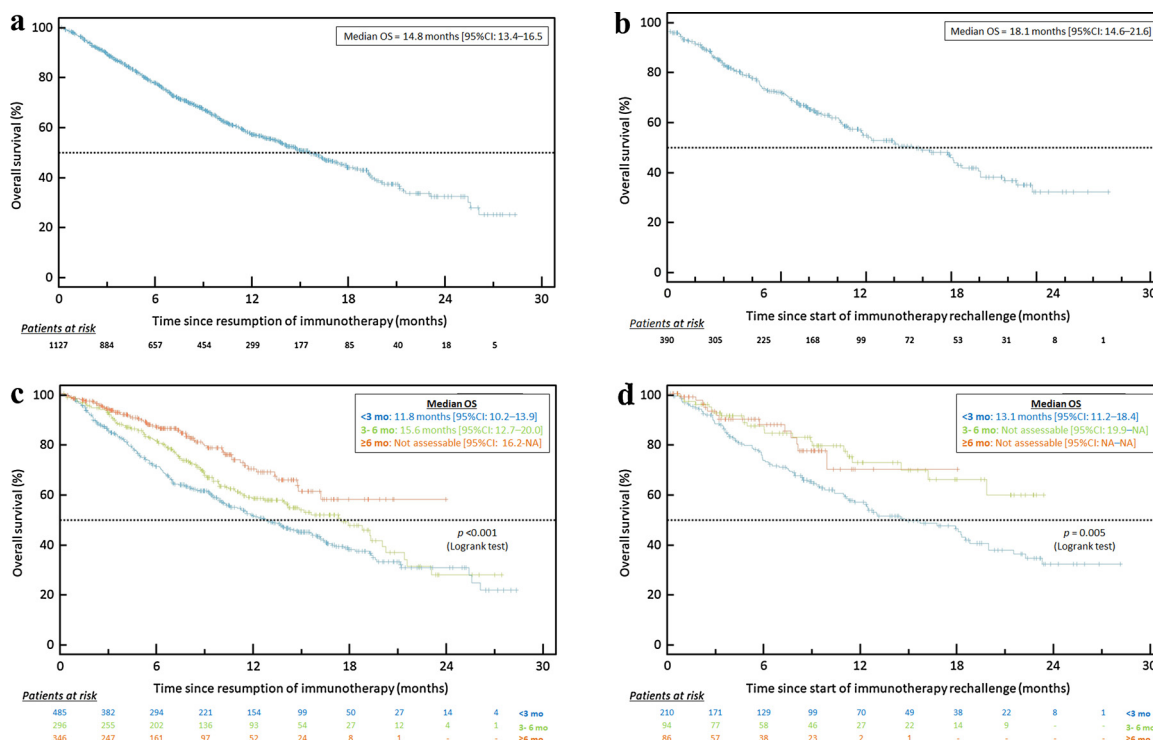 a
Median OS = 14.8 months [95%CI: 13.4–16.5
Overall survival (%)
100
80
60
40
20
0
0 6 12 18 24 30
Time since resumption of immunotherapy (months)
Patients at risk
1127 884 657 454 299 177 85 40 18 5
b
Median OS = 18.1 months [95%CI: 14.6–21.6]
Overall survival (%)
100
80
60
40
20
0
0 6 12 18 24 30
Time since start of immunotherapy rechallenge (months)
Patients at risk
390 305 225 168 99 72 53 31 8 1
c
Median OS
<3 mo: 11.8 months [95%CI: 10.2–13.9]
3- 6 mo: 15.6 months [95%CI: 12.7–20.0]
≥6 mo: Not assessable [95%CI: 16.2-NA]
p <0.001
(Logrank test)
Overall survival (%)
100
80
60
40
20
0
0 6 12 18 24 30
Time since resumption of immunotherapy (months)
Patients at risk
485 382 294 221 154 99 50 27 14 4 <3 mo
296 255 202 136 93 54 27 12 4 1 3- 6 mo
346 247 161 97 52 24 8 1 - - ≥6 mo
d
Median OS
<3 mo: 13.1 months [95%CI: 11.2–18.4]
3- 6 mo: Not assessable [95%CI: 19.9–NA]
≥6 mo: Not assessable [95%CI: NA–NA]
p = 0.005
(Logrank test)
Overall survival (%)
100
80
60
40
20
0
0 6 12 18 24 30
Time since start of immunotherapy rechallenge (months)
Patients at risk
210 171 129 99 70 49 38 22 8 1 <3 mo
94 77 58 46 27 22 14 9 - - 3- 6 mo
86 57 38 23 2 1 - - - - ≥6 mo